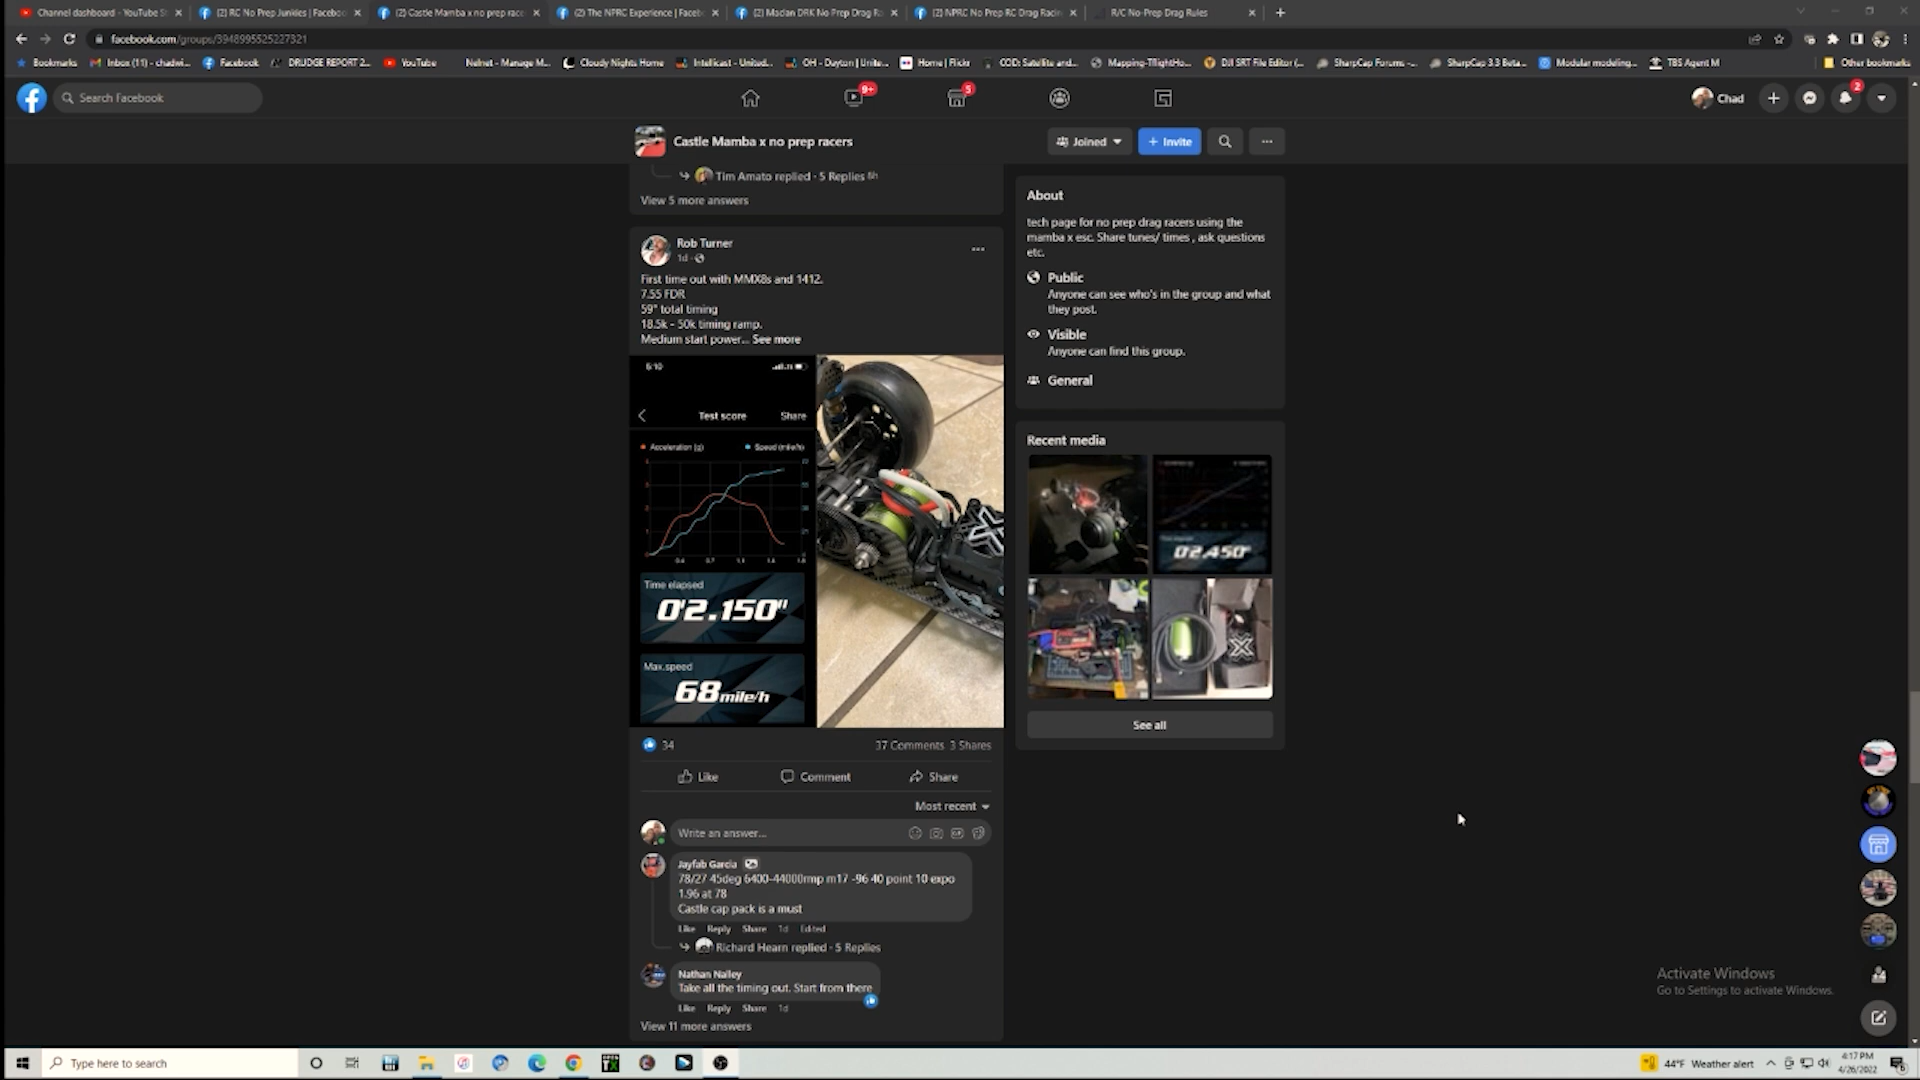 Channel dashboard - YouTube St
(2) RC No Prep Junkies | Faceboo
(2) Castle Mamba x no prep race
(2) The NPRC Experience | Faceb
(2) Maclan DRK No Prep Drag R
(2) NPRC No Prep RC Drag Racin
R/C No-Prep Drag Rules
facebook.com/groups/3948995525227321
Bookmarks
Inbox (11) - chadwi...
Facebook
DRUDGE REPORT 2...
YouTube
Nelnet - Manage M...
Cloudy Nights Home
Intellicast - United...
OH - Dayton | Unite...
Home | Flickr
COD: Satellite and...
Mapping-TflightHo...
DJI SRT File Editor (...
SharpCap Forums -...
SharpCap 3.3 Beta...
Modular modeling...
TBS Agent M
Other bookmarks
Search Facebook
9+
5
Chad
2
Castle Mamba x no prep racers
Joined
+ Invite
Tim Amato replied · 5 Replies 8h
View 5 more answers
Rob Turner
1d
First time out with MMX8s and 1412.
7.55 FDR
59° total timing
18.5k - 50k timing ramp.
Medium start power... See more
5:10
Test score
Share
Acceleration (g)
Speed (mile/h)
Time elapsed
0'2.150"
Max.speed
68mile/h
34
37 Comments 3 Shares
Like
Comment
Share
Most recent
Write an answer...
Jayfab Garcia
78/27 45deg 6400-44000rmp m17 -96 40 point 10 expo
1.96 at 78
Castle cap pack is a must
Like Reply Share 1d Edited
Richard Hearn replied · 5 Replies
Nathan Nalley
Take all the timing out. Start from there
Like Reply Share 1d
View 11 more answers
About
tech page for no prep drag racers using the
mamba x esc. Share tunes/ times , ask questions
etc.
Public
Anyone can see who's in the group and what
they post.
Visible
Anyone can find this group.
General
Recent media
0'2.450"
See all
Activate Windows
Go to Settings to activate Windows.
Type here to search
44°F Weather alert
4:17 PM
4/26/2022